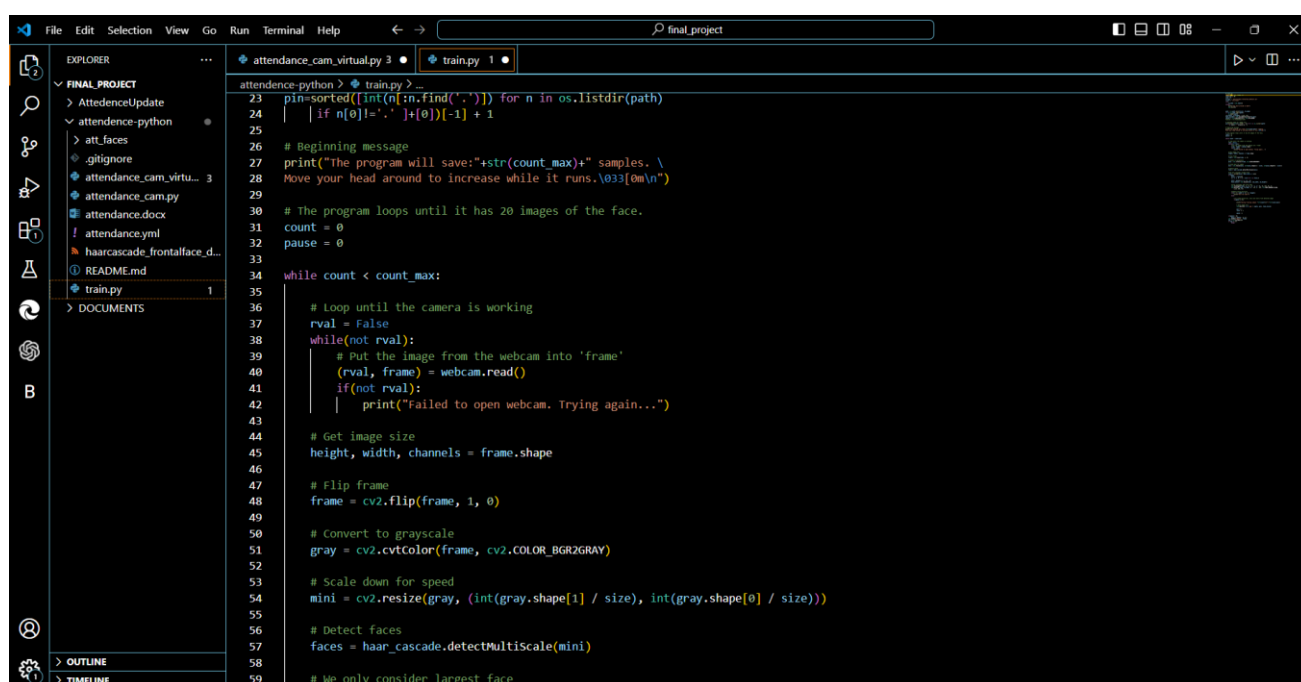 File Edit Selection View Go Run Terminal Help
final_project
EXPLORER
attendance_cam_virtual.py 3
train.py 1
FINAL_PROJECT
AttedenceUpdate
attendence-python
att_faces
.gitignore
attendance_cam_virtu... 3
attendance_cam.py
attendance.docx
attendance.yml
haarcascade_frontalface_d...
README.md
train.py 1
DOCUMENTS
OUTLINE
TIMELINE
2
1
1
attendence-python > train.py > ...
23 pin=sorted([int(n[:n.find('.')]) for n in os.listdir(path)
24 if n[0]!='.' ]+[0])[-1] + 1
25
26 # Beginning message
27 print("The program will save:"+str(count_max)+" samples. \
28 Move your head around to increase while it runs.\033[0m\n")
29
30 # The program loops until it has 20 images of the face.
31 count = 0
32 pause = 0
33
34 while count < count_max:
35
36 # Loop until the camera is working
37 rval = False
38 while(not rval):
39 # Put the image from the webcam into 'frame'
40 (rval, frame) = webcam.read()
41 if(not rval):
42 print("Failed to open webcam. Trying again...")
43
44 # Get image size
45 height, width, channels = frame.shape
46
47 # Flip frame
48 frame = cv2.flip(frame, 1, 0)
49
50 # Convert to grayscale
51 gray = cv2.cvtColor(frame, cv2.COLOR_BGR2GRAY)
52
53 # Scale down for speed
54 mini = cv2.resize(gray, (int(gray.shape[1] / size), int(gray.shape[0] / size)))
55
56 # Detect faces
57 faces = haar_cascade.detectMultiScale(mini)
58
59 # We only consider largest face